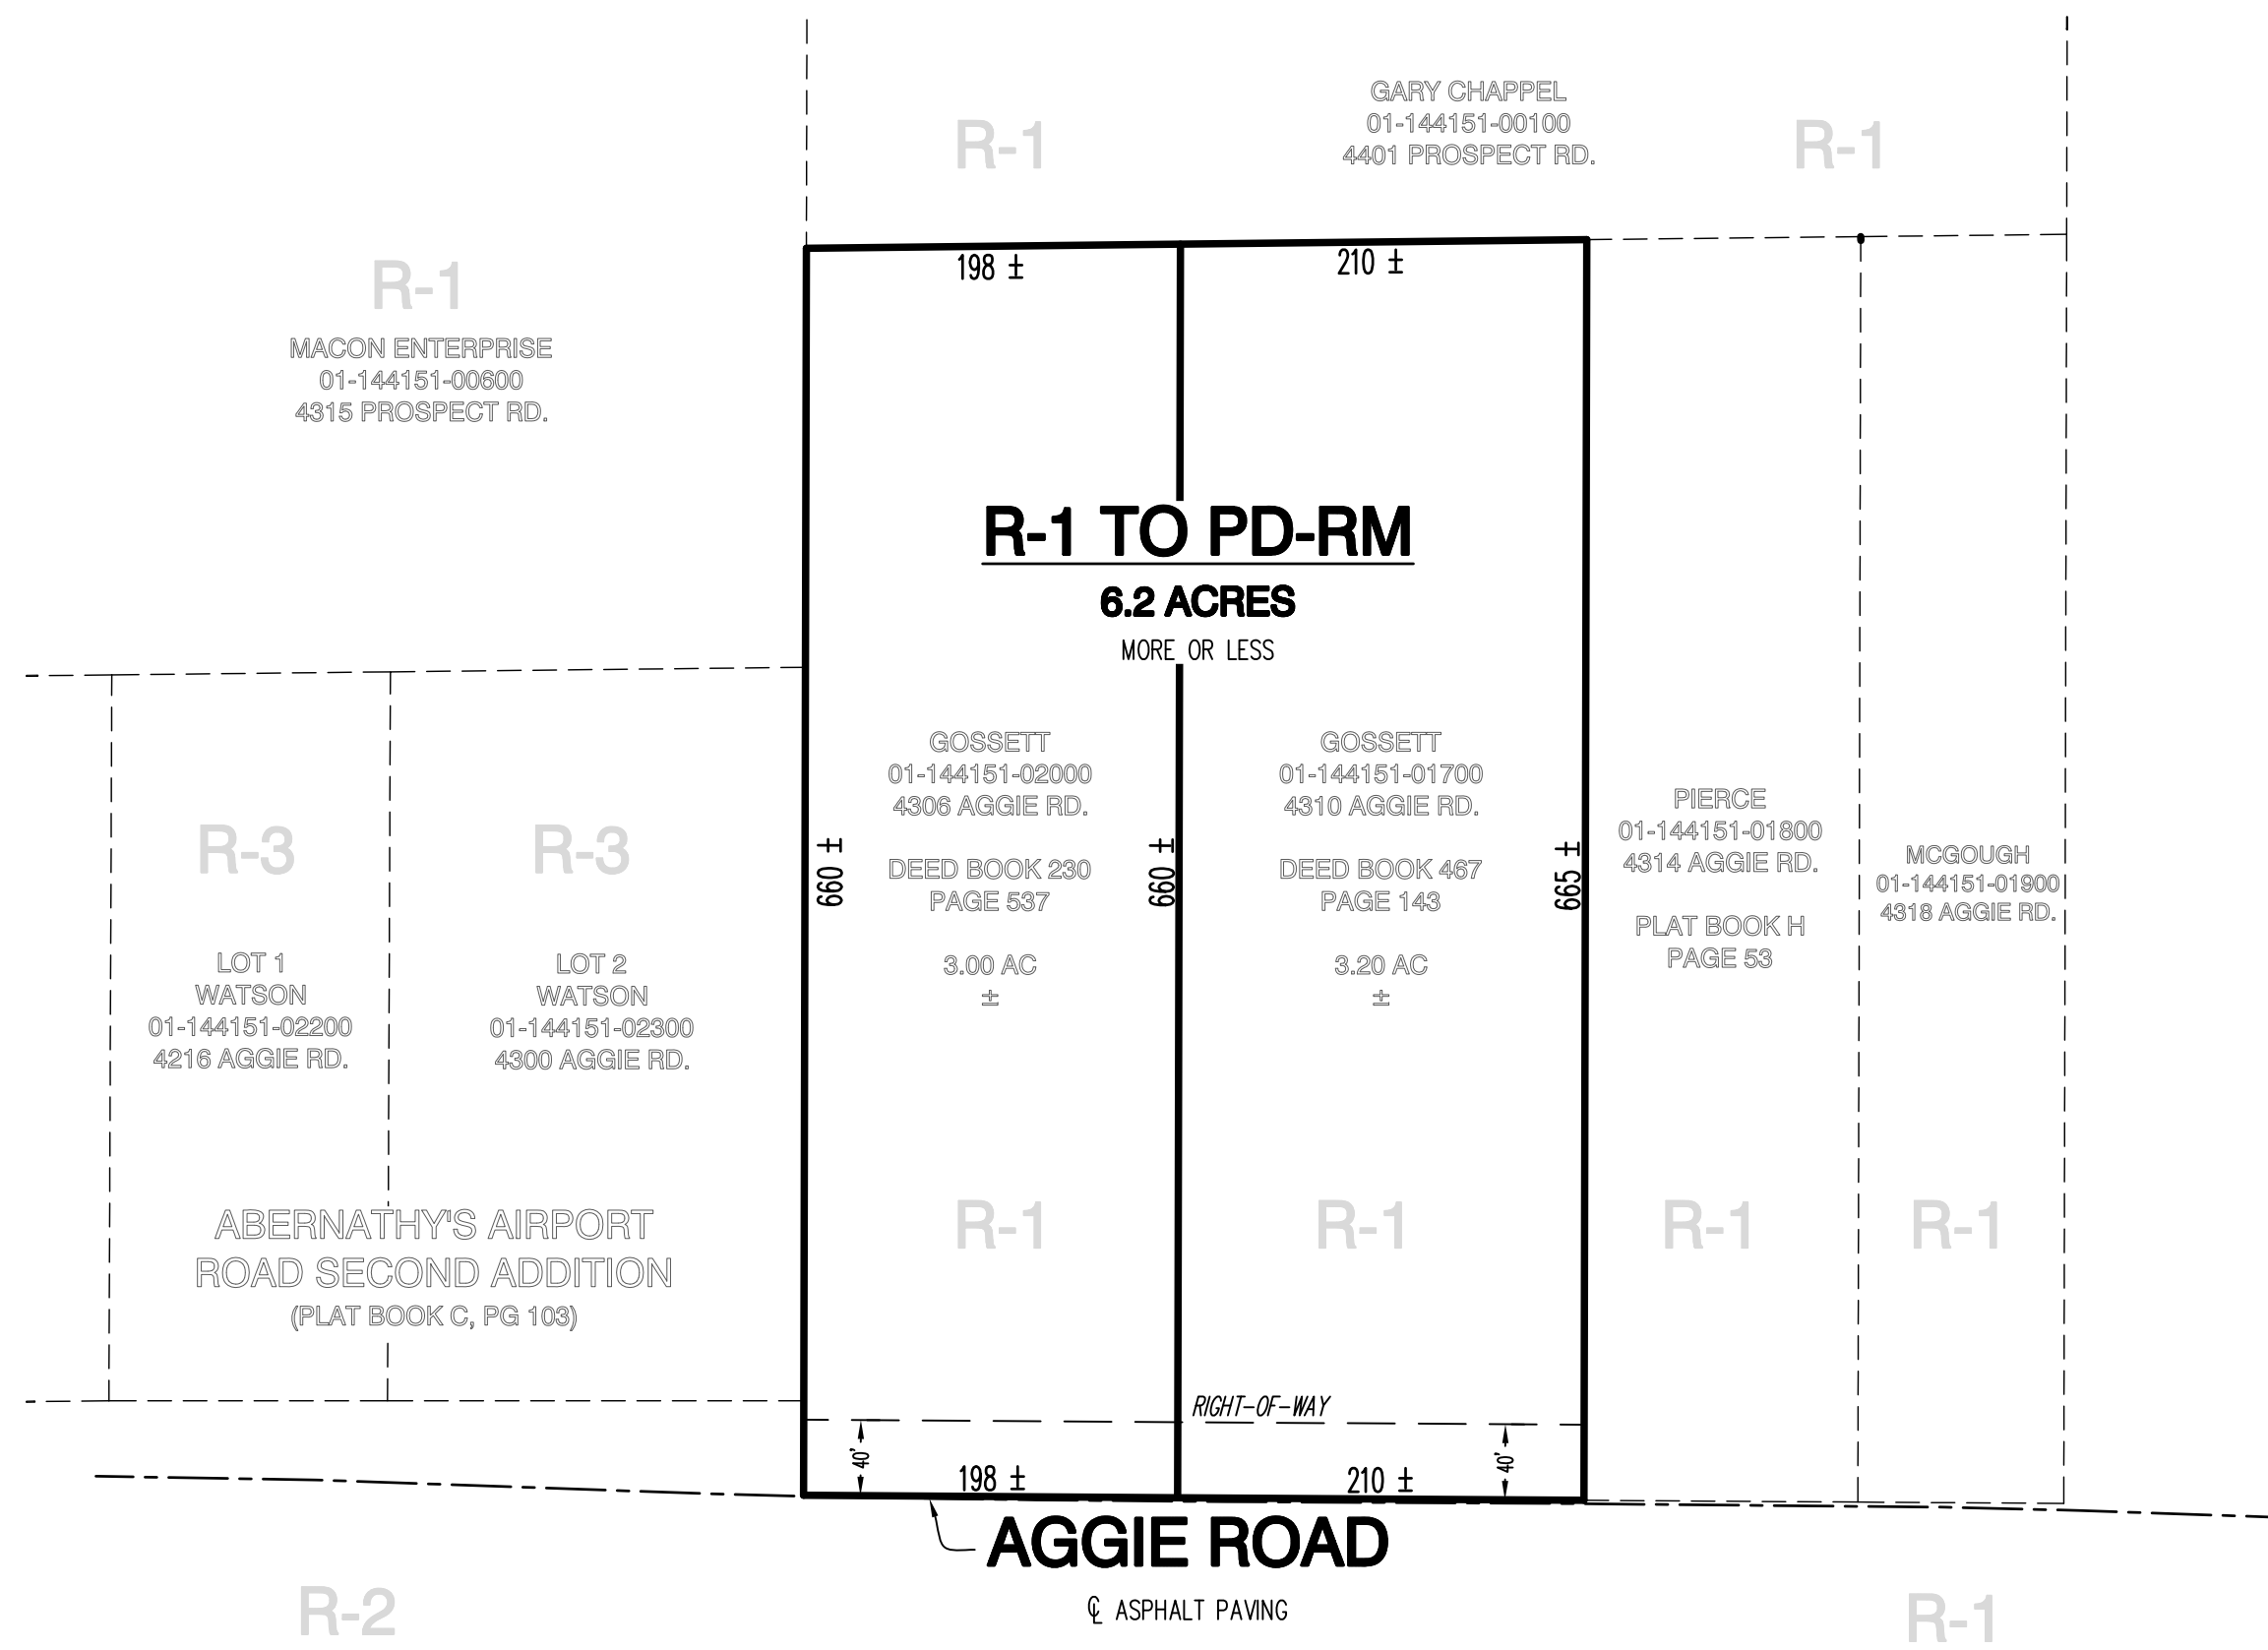 GARY CHAPPEL
01-144151-00100
4401 PROSPECT RD.
R-1
R-1
198 ±
210 ±
R-1
MACON ENTERPRISE
01-144151-00600
4315 PROSPECT RD.
R-1 TO PD-RM
6.2 ACRES
MORE OR LESS
GOSSETT
01-144151-02000
4306 AGGIE RD.
DEED BOOK 230
PAGE 537
3.00 AC
±
GOSSETT
01-144151-01700
4310 AGGIE RD.
DEED BOOK 467
PAGE 143
3.20 AC
±
660 ±
660 ±
665 ±
PIERCE
01-144151-01800
4314 AGGIE RD.
PLAT BOOK H
PAGE 53
MCGOUGH
01-144151-01900
4318 AGGIE RD.
R-3
R-3
LOT 1
WATSON
01-144151-02200
4216 AGGIE RD.
LOT 2
WATSON
01-144151-02300
4300 AGGIE RD.
ABERNATHY'S AIRPORT
ROAD SECOND ADDITION
(PLAT BOOK C, PG 103)
R-1
R-1
R-1
R-1
RIGHT-OF-WAY
40'
40'
198 ±
210 ±
AGGIE ROAD
℄ ASPHALT PAVING
R-2
R-1